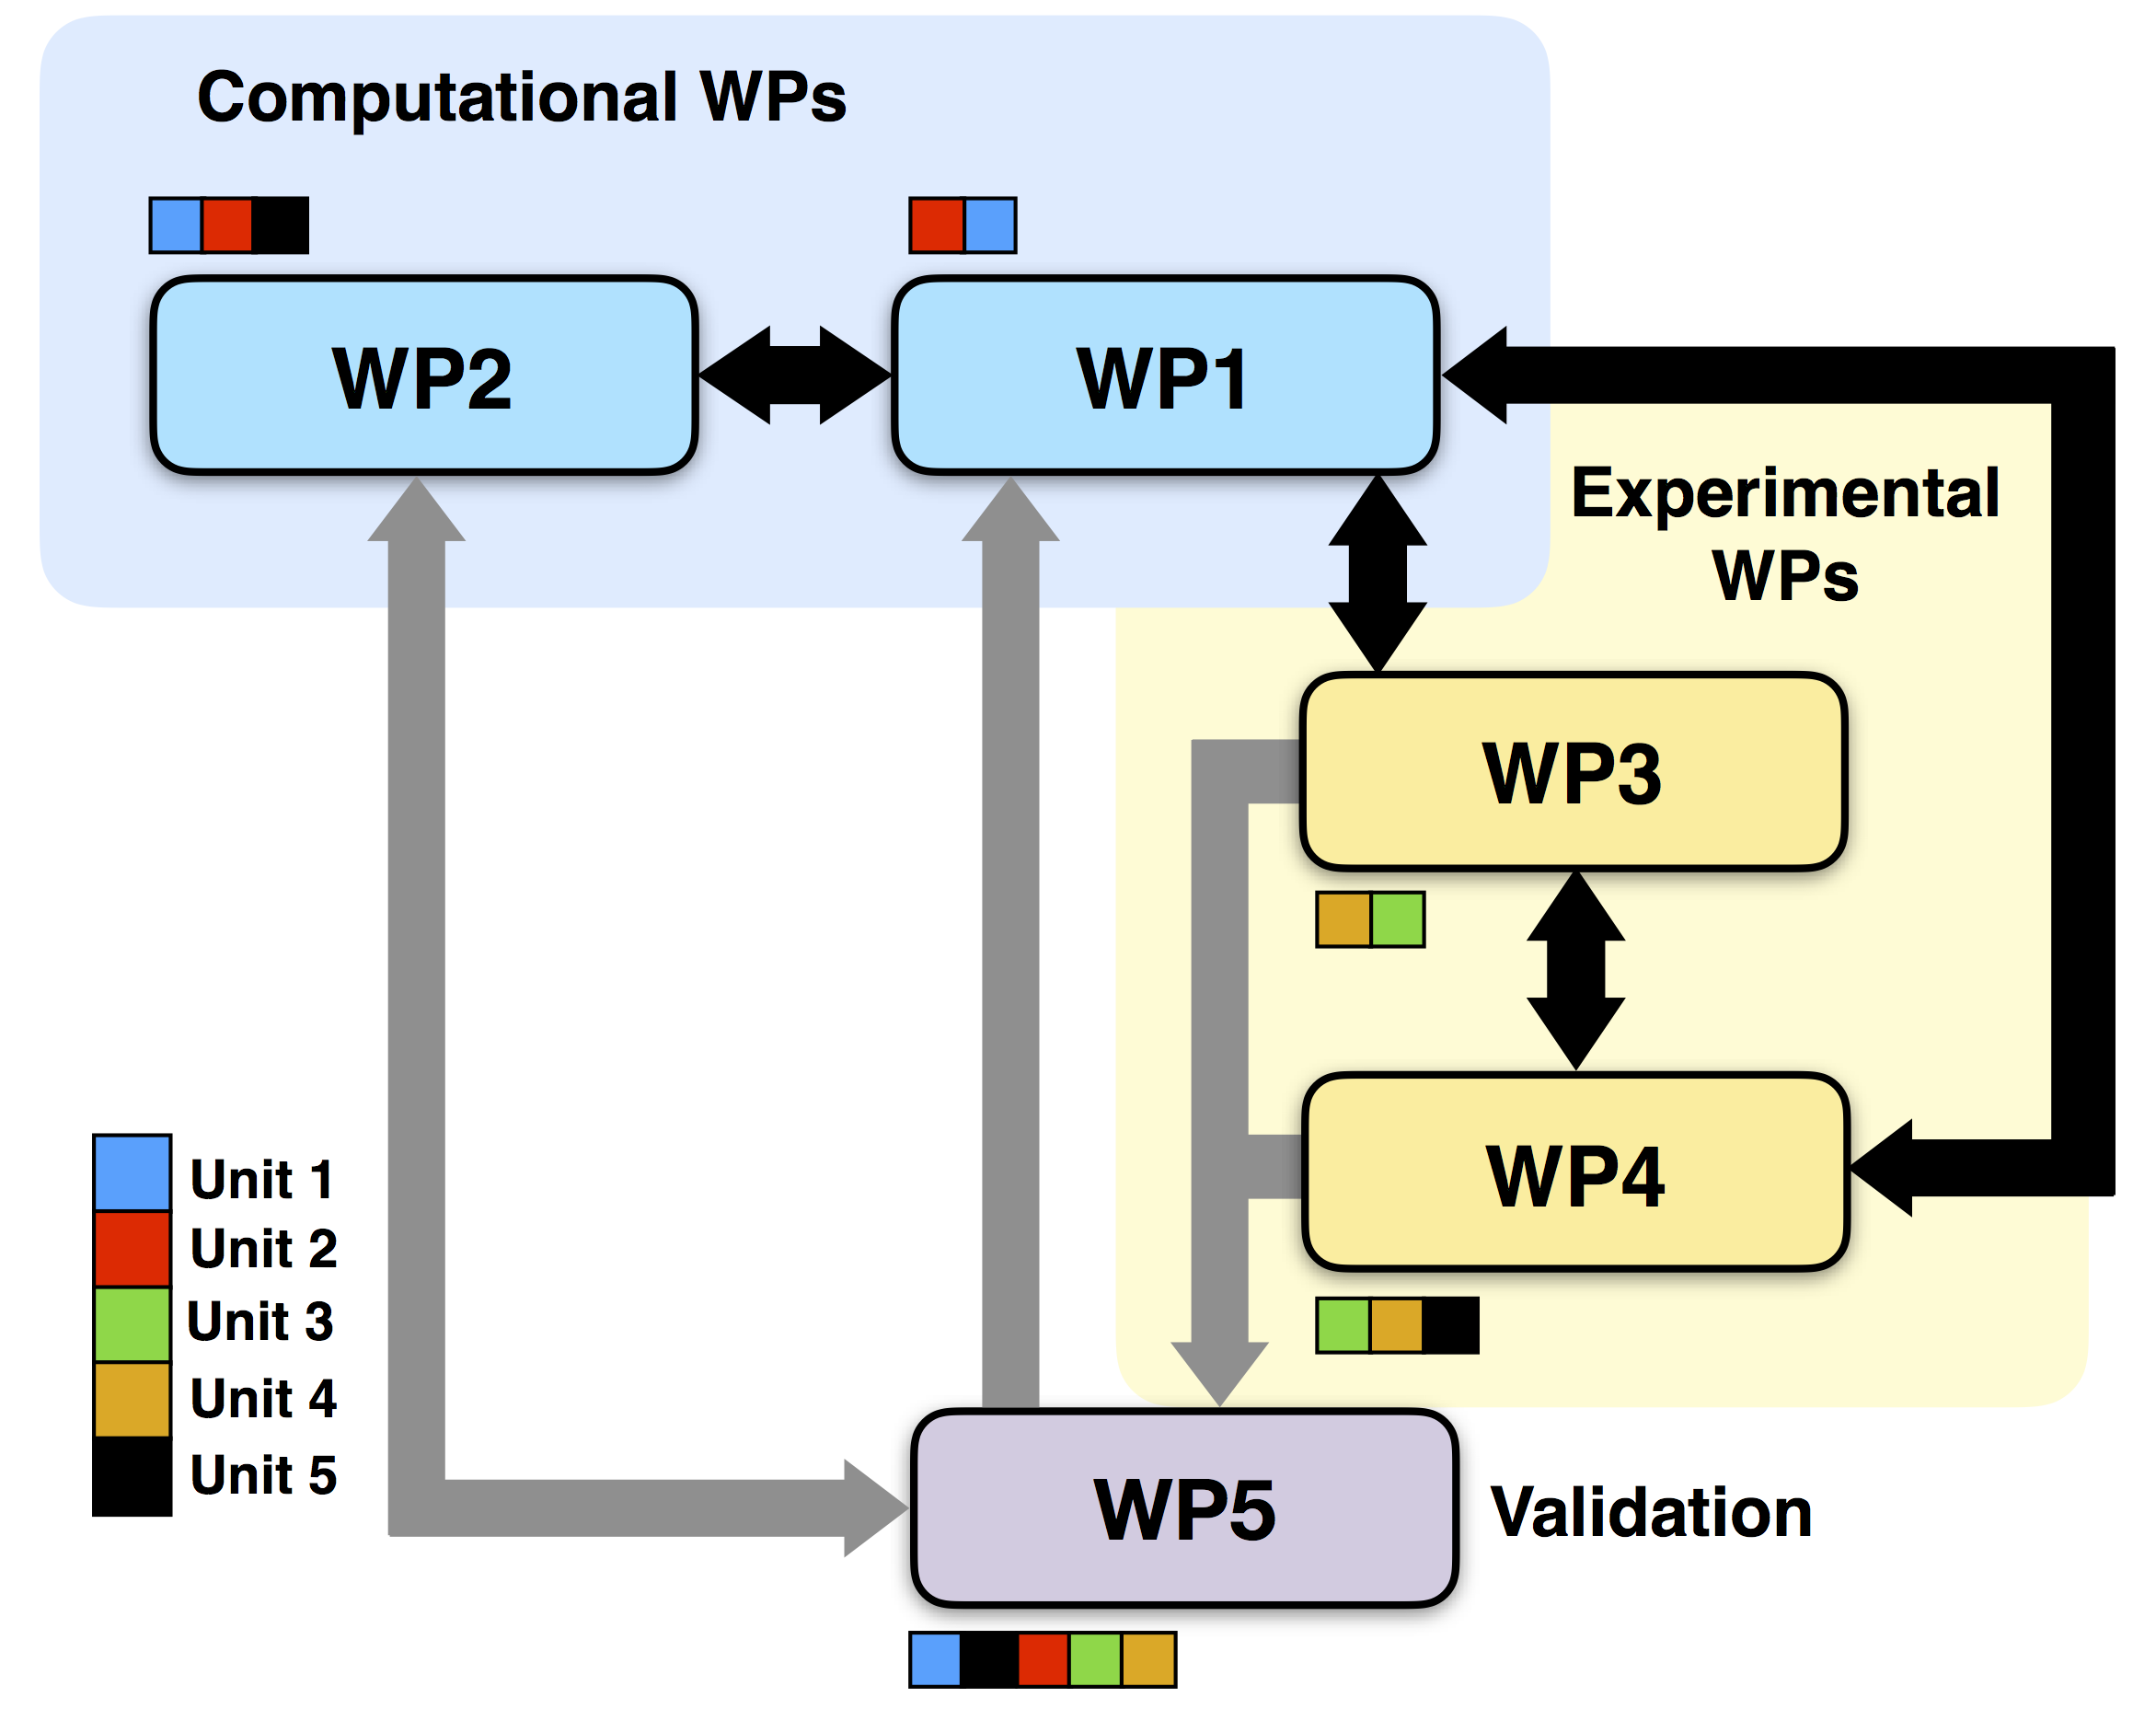 Computational WPs
WP2
WP1
Experimental
WPs
WP3
WP4
Unit 1
Unit 2
Unit 3
Unit 4
Unit 5
WP5
Validation